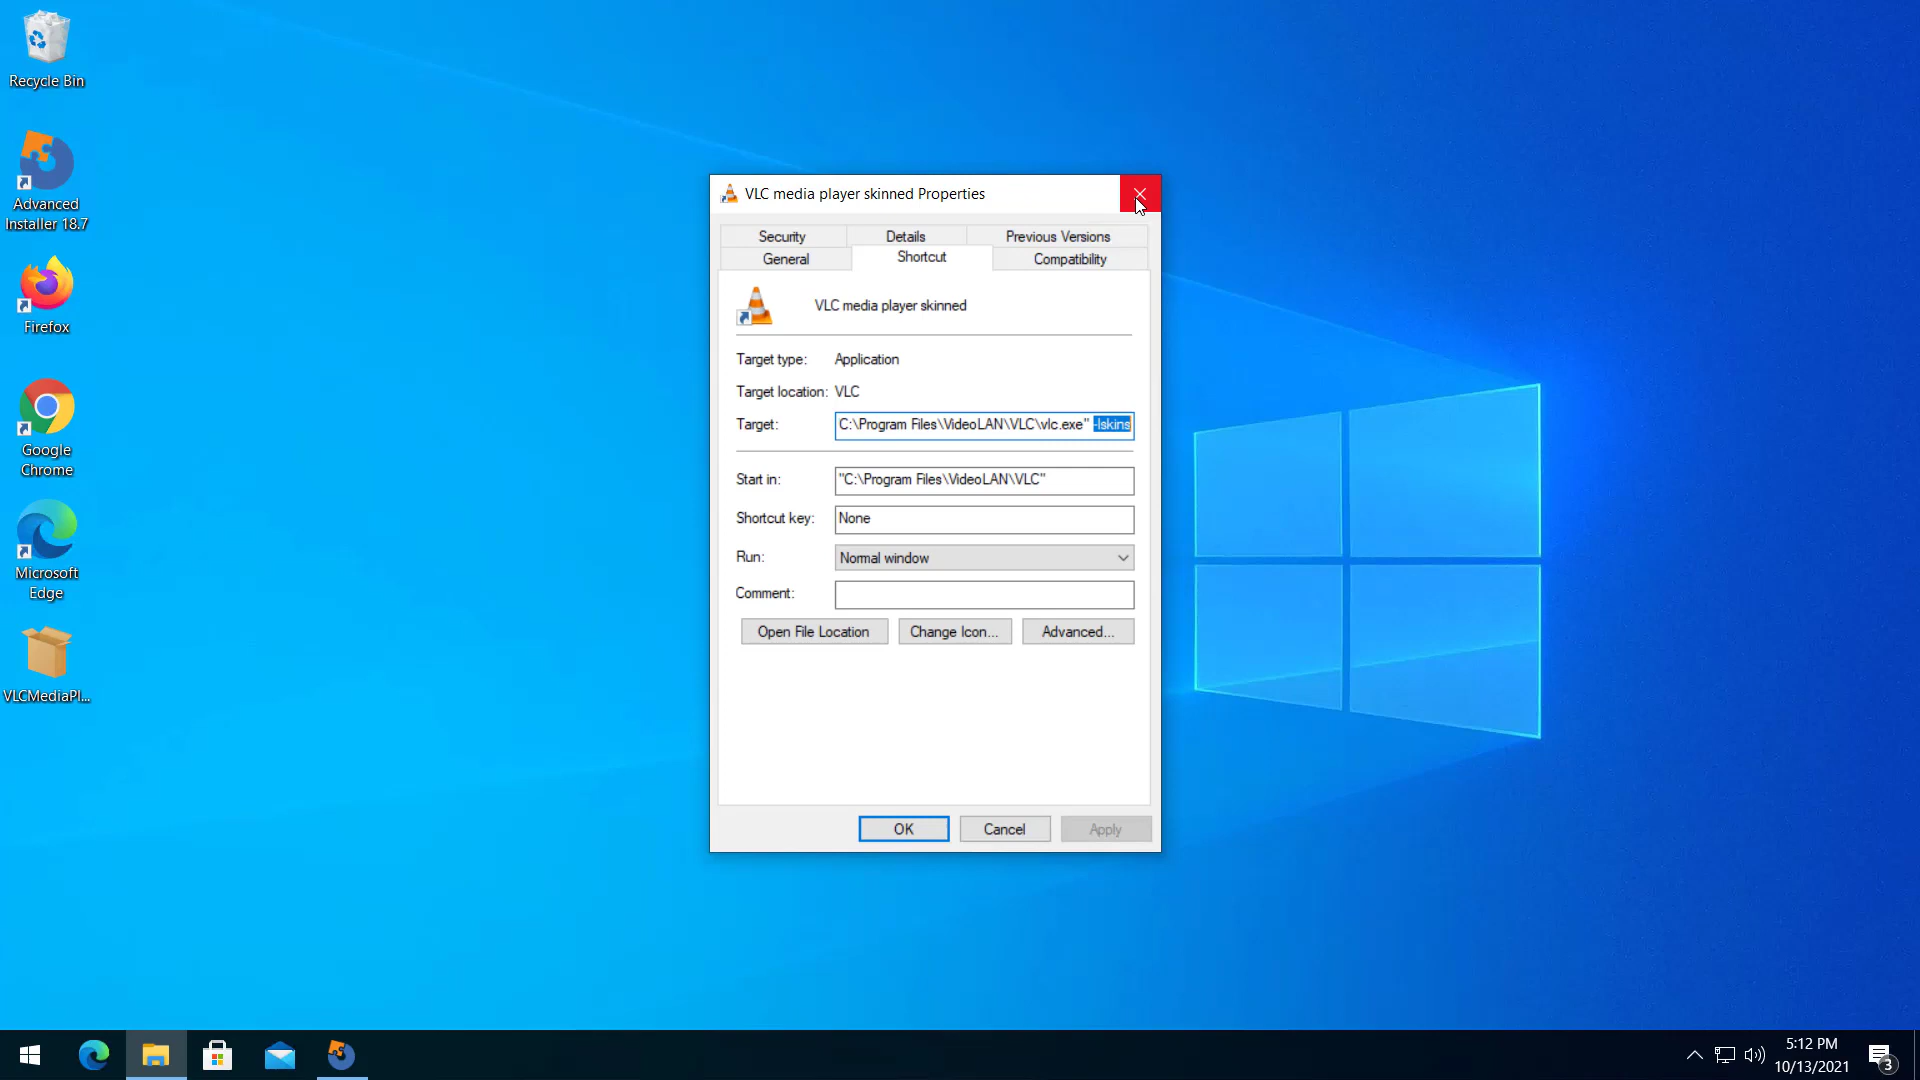 Recycle Bin
Advanced
Installer 18.7
Firefox
Google
Chrome
Microsoft
Edge
VLCMediaPl...
VLC media player skinned Properties
Security
Details
Previous Versions
General
Shortcut
Compatibility
VLC media player skinned
Target type: Application
Target location: VLC
Target: C:\Program Files\VideoLAN\VLC\vlc.exe" -Iskins
Start in: "C:\Program Files\VideoLAN\VLC"
Shortcut key: None
Run: Normal window
Comment:
Open File Location
Change Icon...
Advanced...
OK
Cancel
Apply
5:12 PM
10/13/2021
3